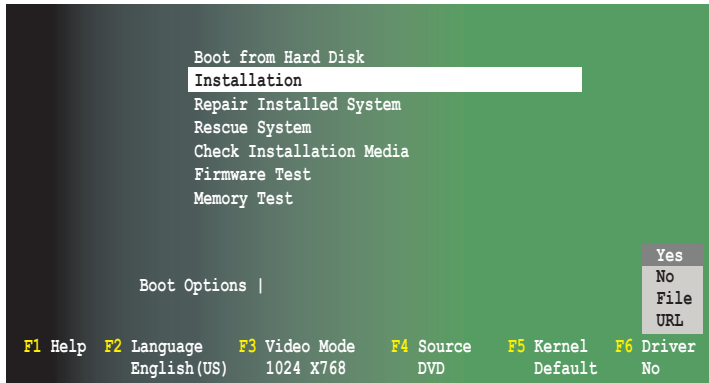 Boot from Hard Disk
Installation
Repair Installed System
Rescue System
Check Installation Media
Firmware Test
Memory Test
Yes
No
File
URL
Boot Options |
F1 Help F2 Language F3 Video Mode F4 Source F5 Kernel F6 Driver
English(US) 1024 X768 DVD Default No